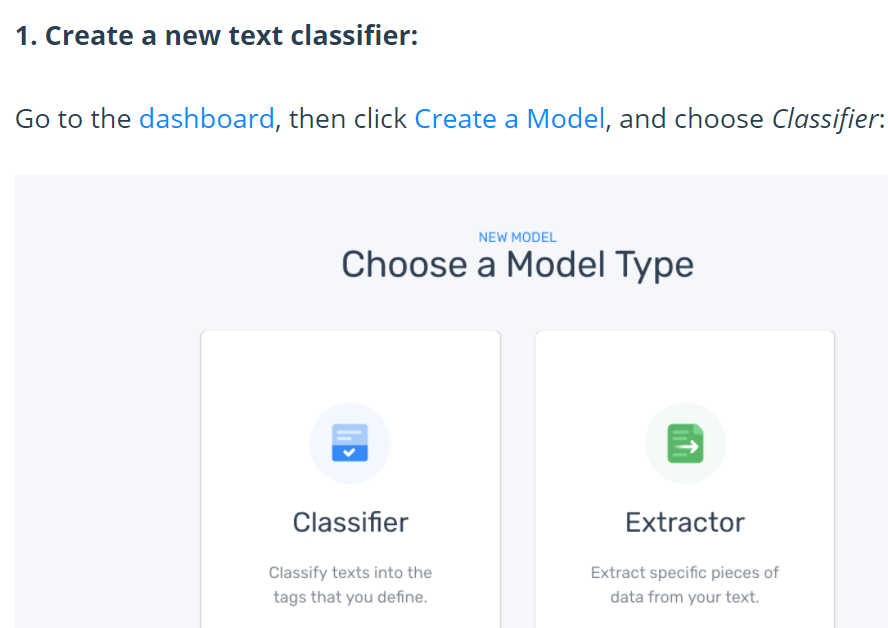 1. Create a new text classifier:
Go to the dashboard, then click Create a Model, and choose Classifier:
NEW MODEL
Choose a Model Type
Classifier
Classify texts into the
tags that you define.
Extractor
Extract specific pieces of
data from your text.